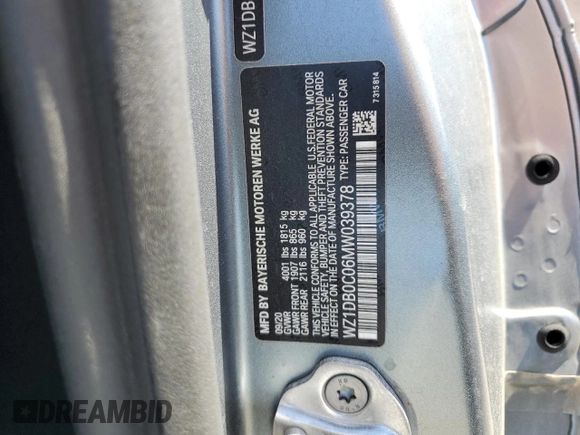 WZ1DB
MFD BY BAYERISCHE MOTOREN WERKE AG
09/20
GVWR 4001 lbs 1815 kg
GAWR FRONT 1907 lbs 865 kg
GAWR REAR 2116 lbs 960 kg
THIS VEHICLE CONFORMS TO ALL APPLICABLE U.S. FEDERAL MOTOR
VEHICLE SAFETY, BUMPER AND THEFT PREVENTION STANDARDS
IN EFFECT ON THE DATE OF MANUFACTURE SHOWN ABOVE.
WZ1DB0C06MW039378 TYPE: PASSENGER CAR
7315814
DREAMBID